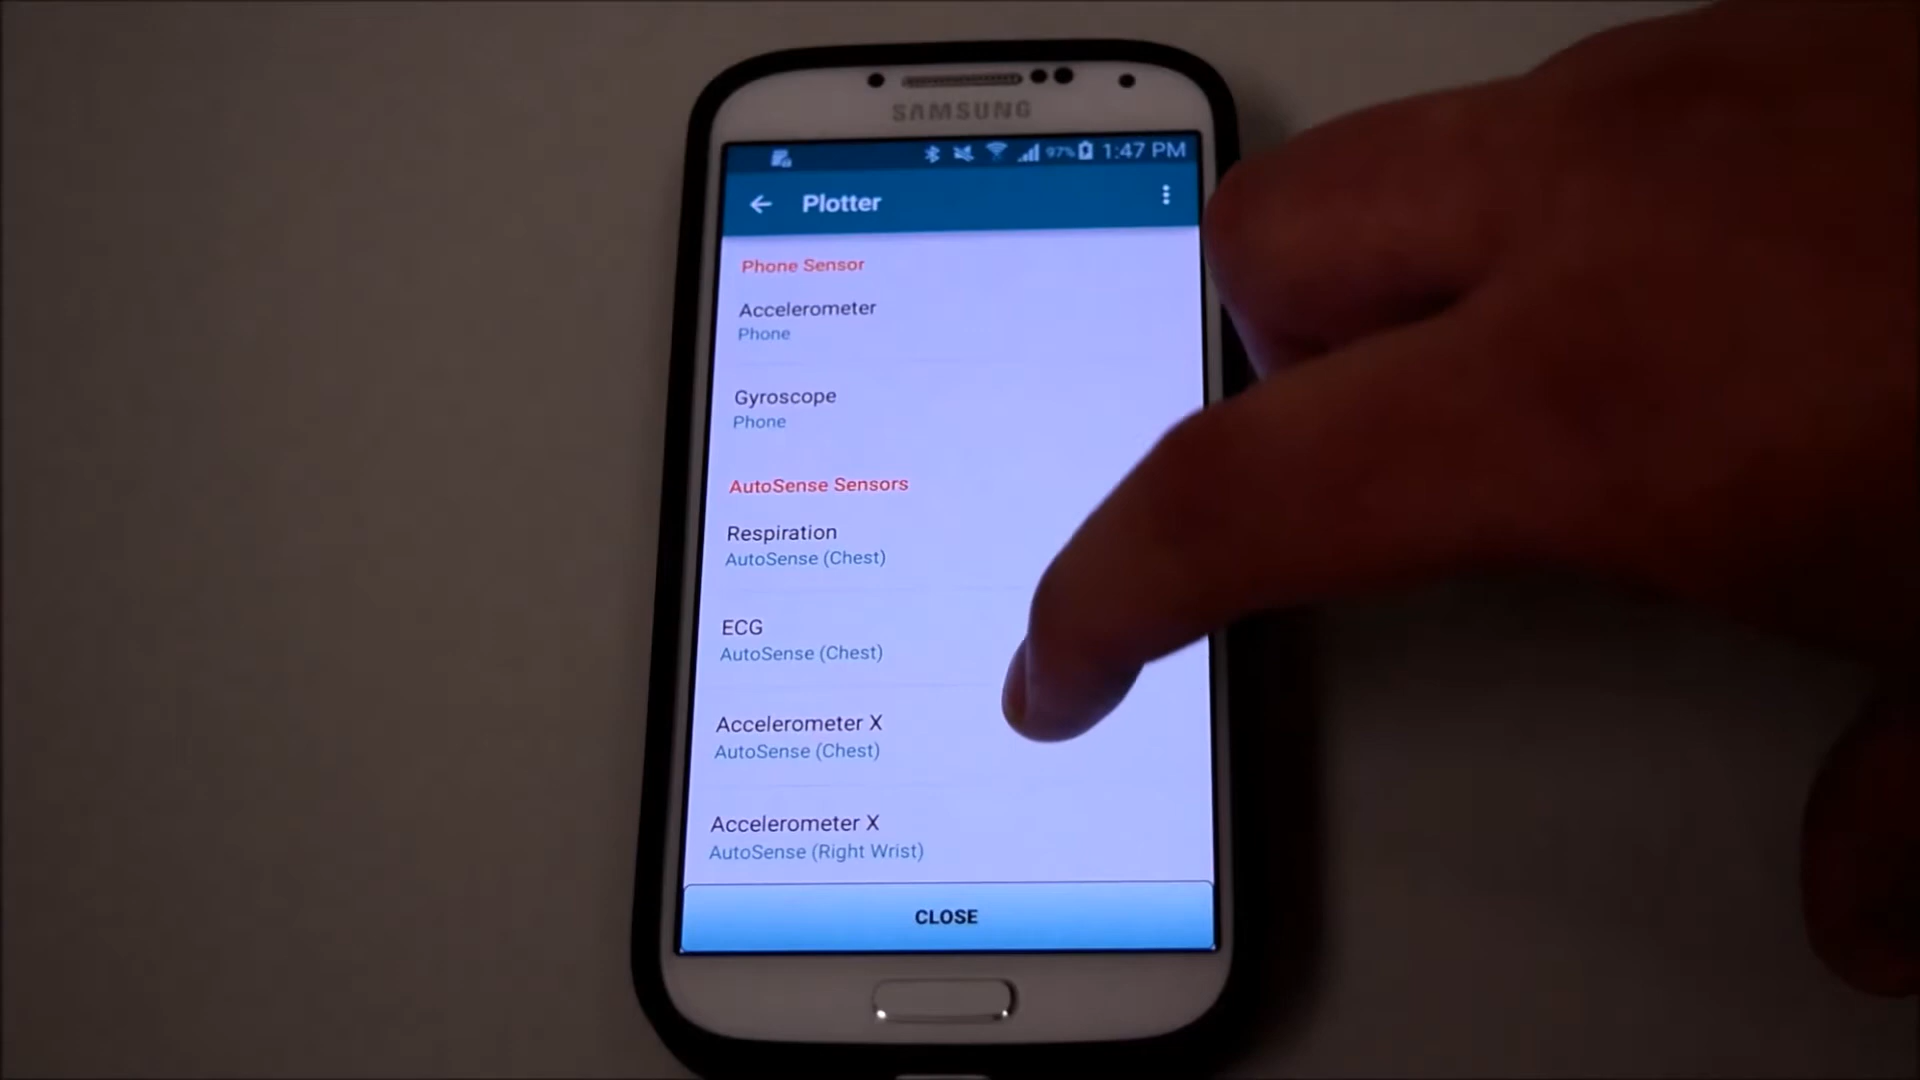 SAMSUNG
97% 1:47 PM
Plotter
Phone Sensor
Accelerometer
Phone
Gyroscope
Phone
AutoSense Sensors
Respiration
AutoSense (Chest)
ECG
AutoSense (Chest)
Accelerometer X
AutoSense (Chest)
Accelerometer X
AutoSense (Right Wrist)
CLOSE